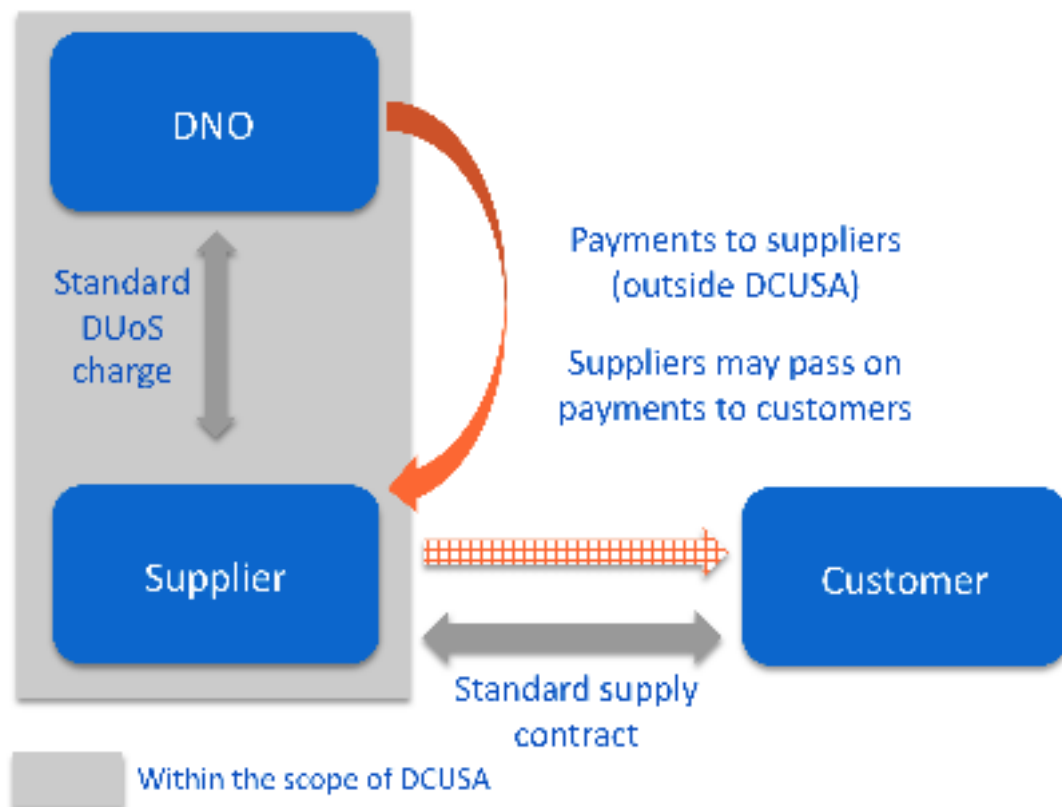 DNO
Standard
DUoS
charge
Payments to suppliers
(outside DCUSA)
Suppliers may pass on
payments to customers
Supplier
Customer
Standard supply
contract
Within the scope of DCUSA